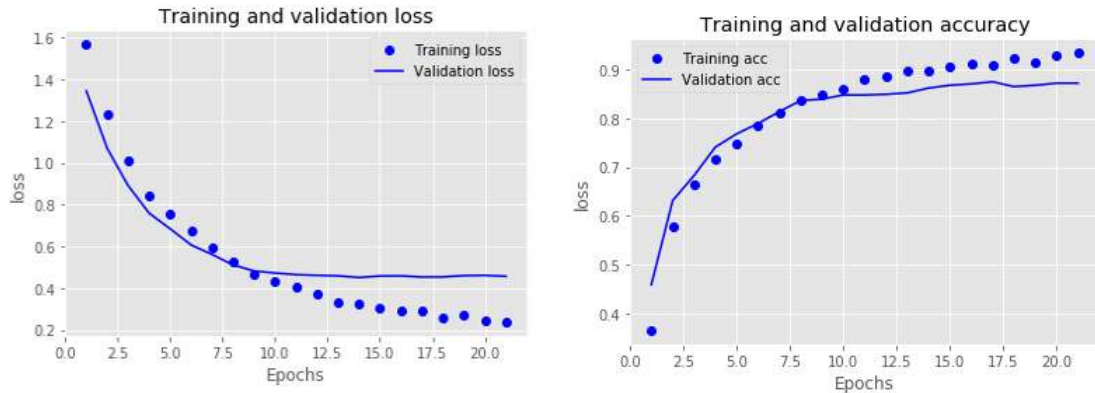 Training and validation loss
Training loss
Validation loss
1.6
1.4
1.2
1.0
0.8
0.6
0.4
0.2
loss
0.0 2.5 5.0 7.5 10.0 12.5 15.0 17.5 20.0
Epochs
Training and validation accuracy
Training acc
Validation acc
0.9
0.8
0.7
0.6
0.5
0.4
loss
0.0 2.5 5.0 7.5 10.0 12.5 15.0 17.5 20.0
Epochs